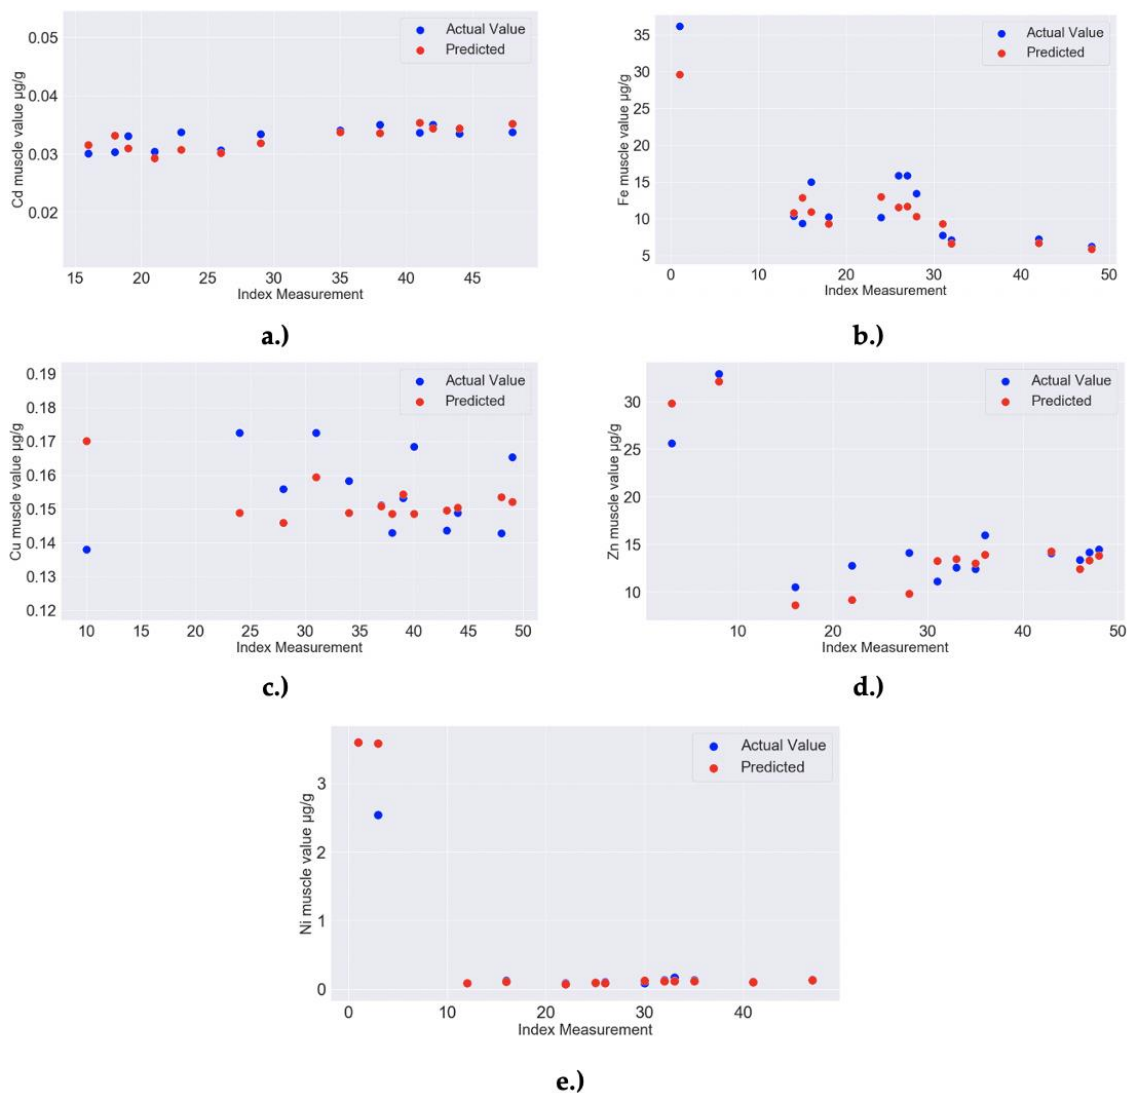 0.05
0.04
0.03
0.02
Cd muscle value µg/g
Actual Value
Predicted
15 20 25 30 35 40 45
Index Measurement
a.)
35
30
25
20
15
10
5
Fe muscle value µg/g
Actual Value
Predicted
0 10 20 30 40 50
Index Measurement
b.)
0.19
0.18
0.17
0.16
0.15
0.14
0.13
0.12
Cu muscle value µg/g
Actual Value
Predicted
10 15 20 25 30 35 40 45 50
Index Measurement
c.)
30
25
20
15
10
Zn muscle value µg/g
Actual Value
Predicted
10 20 30 40 50
Index Measurement
d.)
3
2
1
0
Ni muscle value µg/g
Actual Value
Predicted
0 10 20 30 40
Index Measurement
e.)